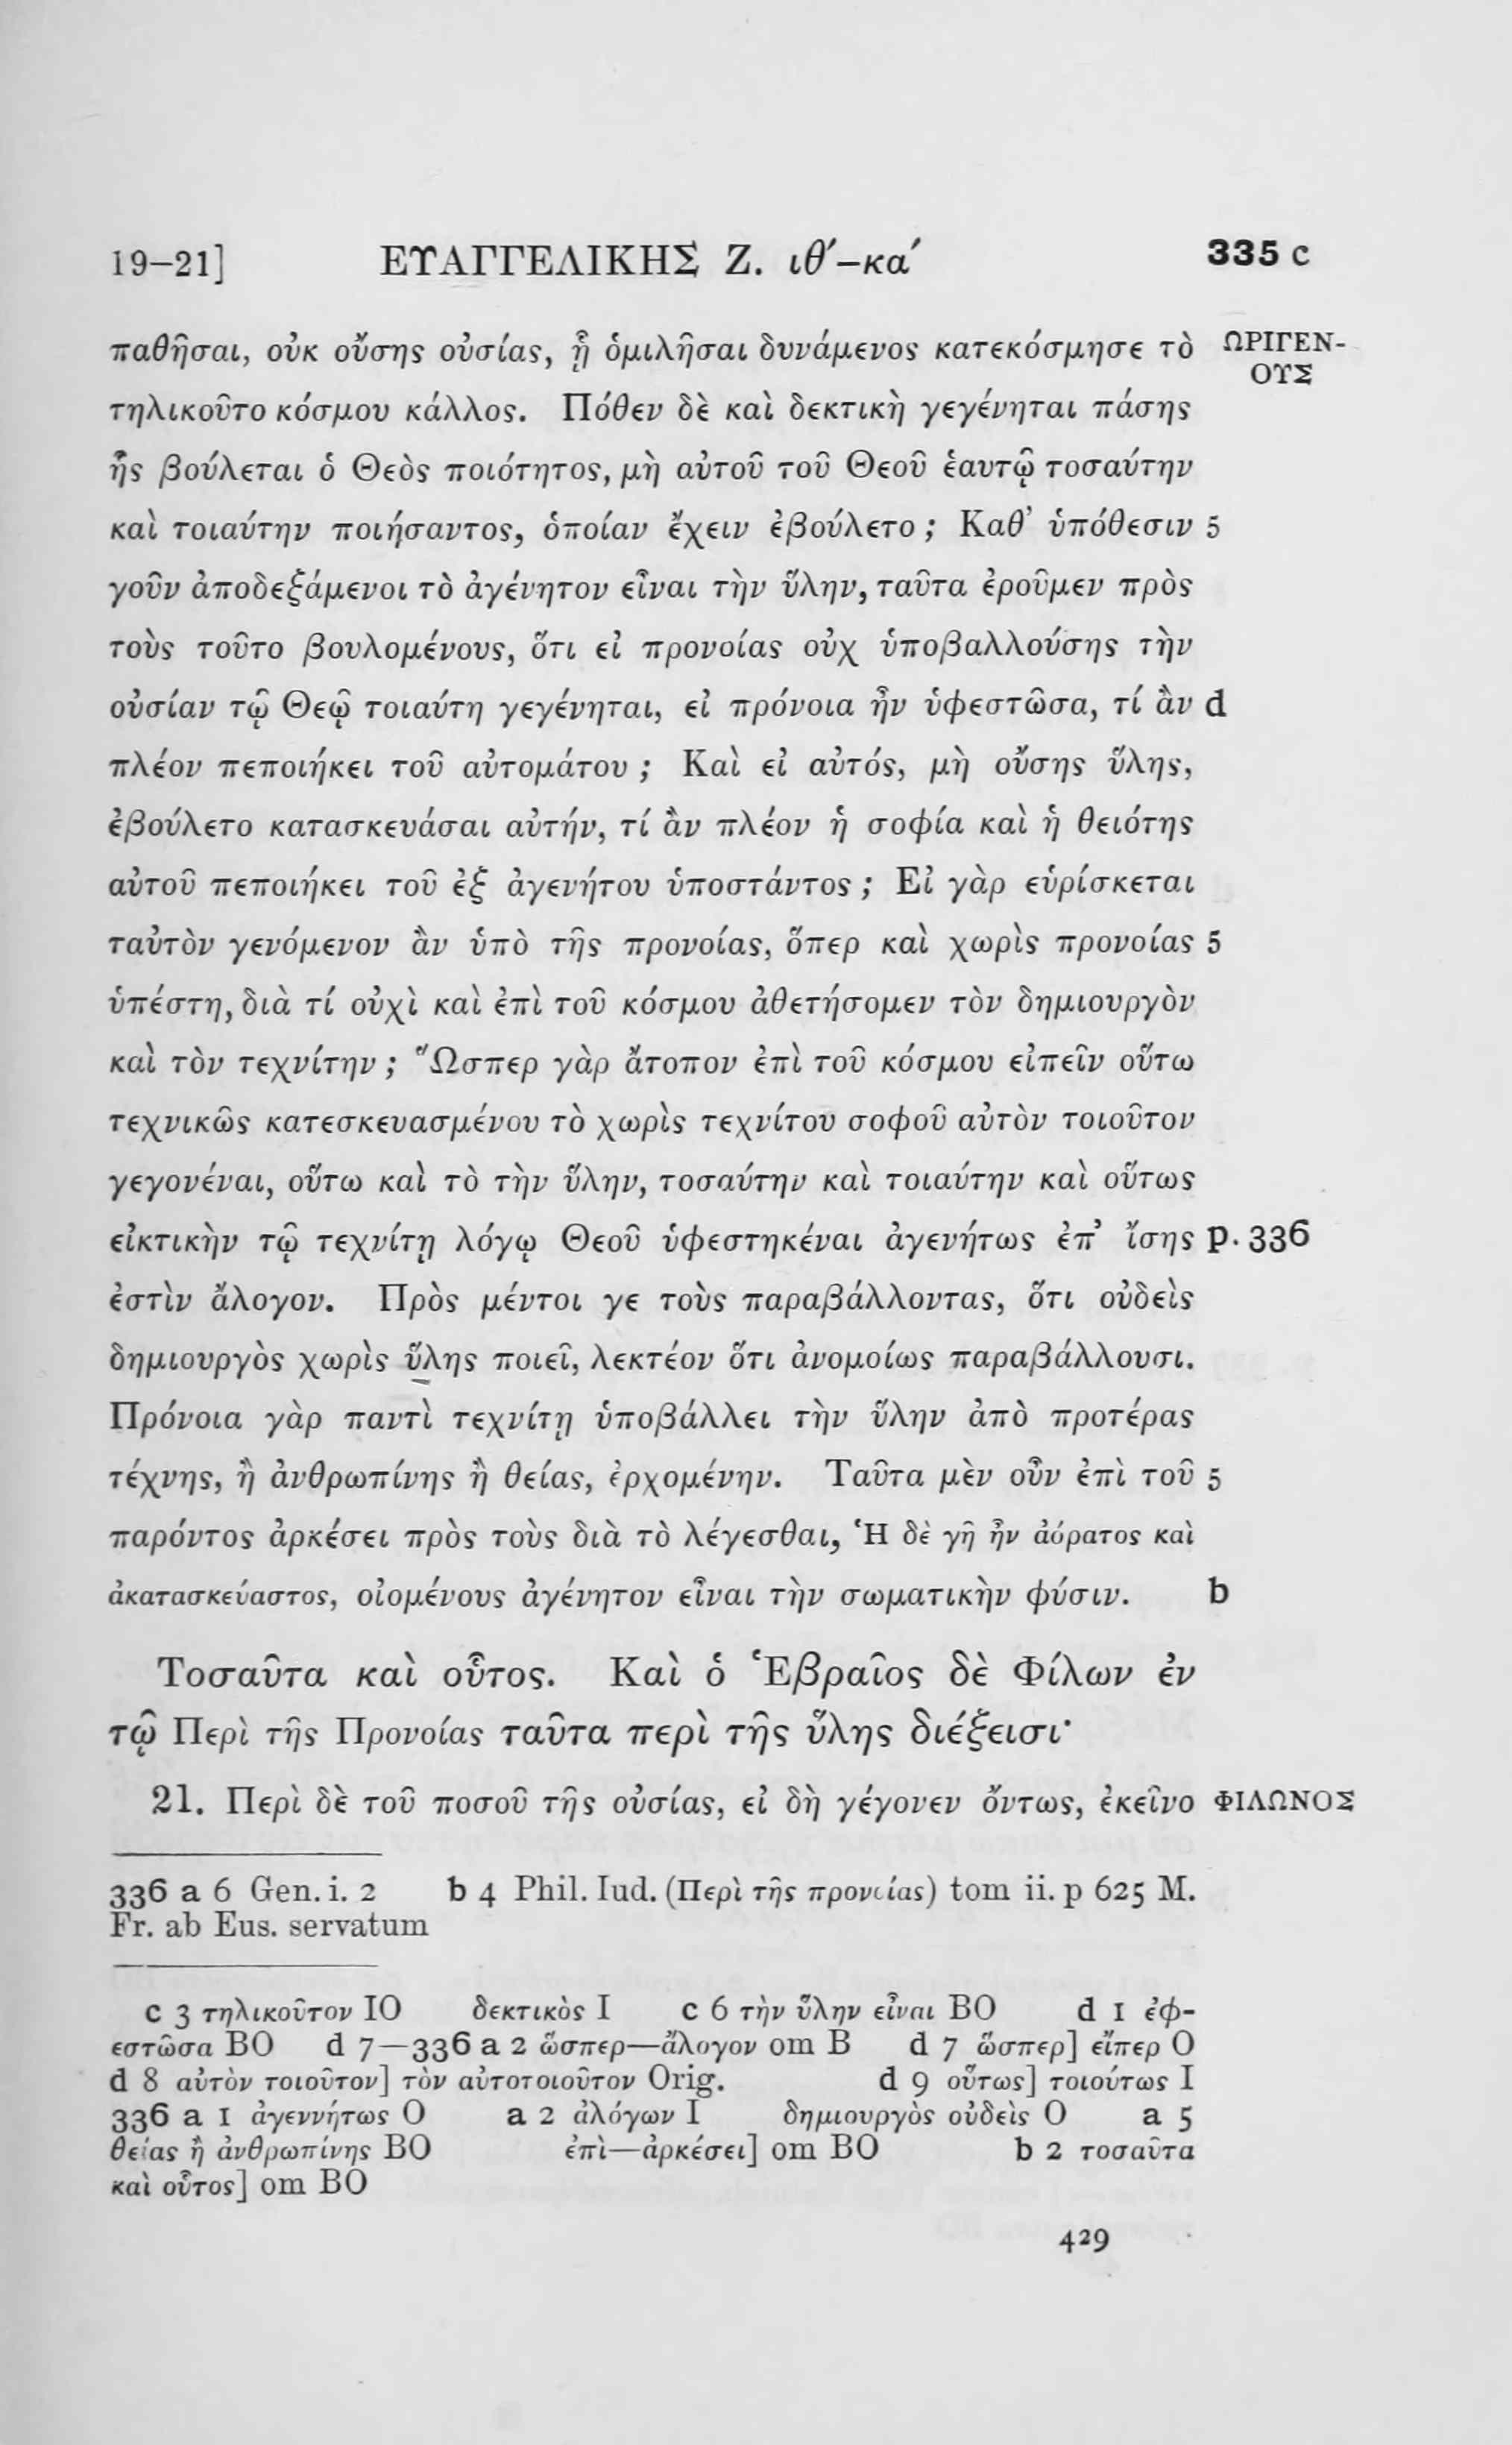 19–21] ΕΥΑΓΓΕΛΙΚΗΣ Ζ. ιθ′–κα′ 335 c
παθῆσαι, οὐκ οὔσης οὐσίας, ᾗ ὁμιλῆσαι δυνάμενος κατεκόσμησε τὸ ΩΡΙΓΕΝ-
ΟΥΣ
τηλικοῦτο κόσμου κάλλος. Πόθεν δὲ καὶ δεκτικὴ γεγένηται πάσης
ἧς βούλεται ὁ Θεὸς ποιότητος, μὴ αὐτοῦ τοῦ Θεοῦ ἑαυτῷ τοσαύτην
καὶ τοιαύτην ποιήσαντος, ὁποίαν ἔχειν ἐβούλετο ; Καθ’ ὑπόθεσιν 5
γοῦν ἀποδεξάμενοι τὸ ἀγένητον εἶναι τὴν ὕλην, ταῦτα ἐροῦμεν πρὸς
τοὺς τοῦτο βουλομένους, ὅτι εἰ προνοίας οὐχ ὑποβαλλούσης τὴν
οὐσίαν τῷ Θεῷ τοιαύτη γεγένηται, εἰ πρόνοια ἦν ὑφεστῶσα, τί ἂν d
πλέον πεποιήκει τοῦ αὐτομάτου ; Καὶ εἰ αὐτός, μὴ οὔσης ὕλης,
ἐβούλετο κατασκευάσαι αὐτήν, τί ἂν πλέον ἡ σοφία καὶ ἡ θειότης
αὐτοῦ πεποιήκει τοῦ ἐξ ἀγενήτου ὑποστάντος ; Εἰ γὰρ εὑρίσκεται
ταὐτὸν γενόμενον ἂν ὑπὸ τῆς προνοίας, ὅπερ καὶ χωρὶς προνοίας 5
ὑπέστη, διὰ τί οὐχὶ καὶ ἐπὶ τοῦ κόσμου ἀθετήσομεν τὸν δημιουργὸν
καὶ τὸν τεχνίτην ; Ὥσπερ γὰρ ἄτοπον ἐπὶ τοῦ κόσμου εἰπεῖν οὕτω
τεχνικῶς κατεσκευασμένου τὸ χωρὶς τεχνίτου σοφοῦ αὐτὸν τοιοῦτον
γεγονέναι, οὕτω καὶ τὸ τὴν ὕλην, τοσαύτην καὶ τοιαύτην καὶ οὕτως
εἰκτικὴν τῷ τεχνίτῃ λόγῳ Θεοῦ ὑφεστηκέναι ἀγενήτως ἐπ’ ἴσης p. 336
ἐστὶν ἄλογον. Πρὸς μέντοι γε τοὺς παραβάλλοντας, ὅτι οὐδεὶς
δημιουργὸς χωρὶς ὕλης ποιεῖ, λεκτέον ὅτι ἀνομοίως παραβάλλουσι.
Πρόνοια γὰρ παντὶ τεχνίτῃ ὑποβάλλει τὴν ὕλην ἀπὸ προτέρας
τέχνης, ἢ ἀνθρωπίνης ἢ θείας, ἐρχομένην. Ταῦτα μὲν οὖν ἐπὶ τοῦ 5
παρόντος ἀρκέσει πρὸς τοὺς διὰ τὸ λέγεσθαι, Ἡ δὲ γῆ ἦν ἀόρατος καὶ
ἀκατασκεύαστος, οἰομένους ἀγένητον εἶναι τὴν σωματικὴν φύσιν. b
Τοσαῦτα καὶ οὗτος. Καὶ ὁ Ἑβραῖος δὲ Φίλων ἐν
τῷ Περὶ τῆς Προνοίας ταῦτα περὶ τῆς ὕλης διέξεισι·
21. Περὶ δὲ τοῦ ποσοῦ τῆς οὐσίας, εἰ δὴ γέγονεν ὄντως, ἐκεῖνο ΦΙΛΩΝΟΣ
336 a 6 Gen. i. 2 b 4 Phil. Iud. (Περὶ τῆς προνοίας) tom ii. p 625 M.
Fr. ab Eus. servatum
c 3 τηλικοῦτον IO δεκτικὸς I c 6 τὴν ὕλην εἶναι BO d 1 ἐφ-
εστῶσα BO d 7—336 a 2 ὥσπερ—ἄλογον om B d 7 ὥσπερ] εἴπερ O
d 8 αὐτὸν τοιοῦτον] τὸν αὐτοτοιοῦτον Orig. d 9 οὕτως] τοιούτως I
336 a 1 ἀγεννήτως O a 2 ἀλόγων I δημιουργὸς οὐδεὶς O a 5
θείας ἢ ἀνθρωπίνης BO ἐπὶ—ἀρκέσει] om BO b 2 τοσαῦτα
καὶ οὗτος] om BO
429